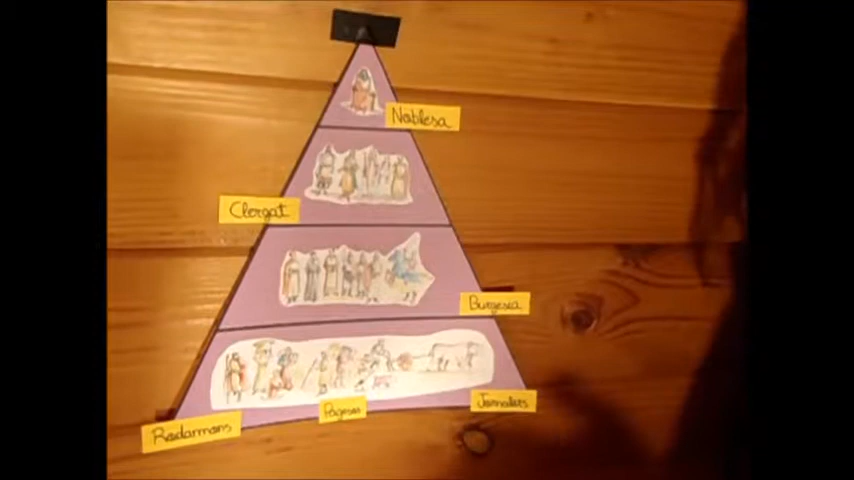 Noblesa
Clergat
Burgesia
Rodamons
Pagesos
Jornalers